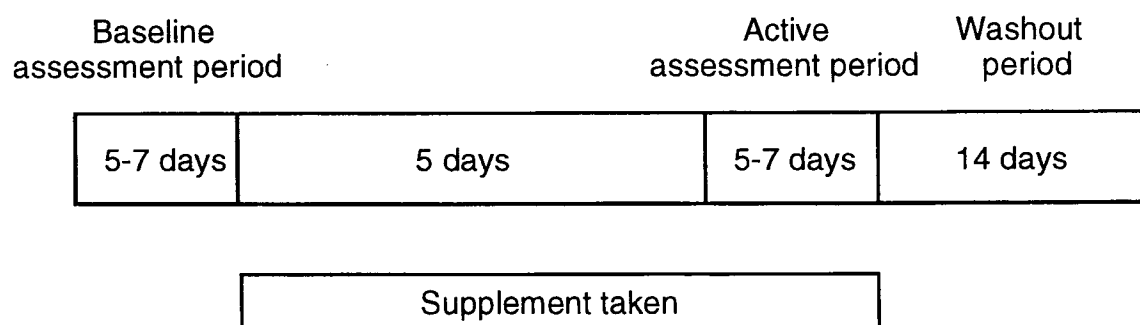 Baseline
assessment period
Active
assessment period
Washout
period
5-7 days
5 days
5-7 days
14 days
Supplement taken